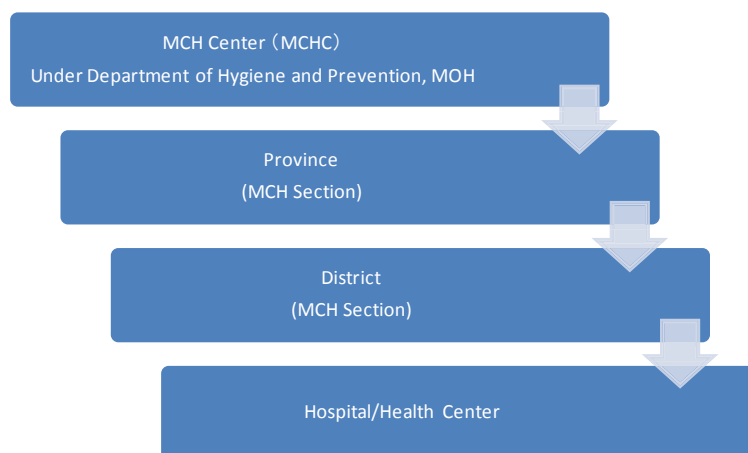 MCH Center（MCHC）
Under Department of Hygiene and Prevention, MOH
Province
(MCH Section)
District
(MCH Section)
Hospital/Health Center